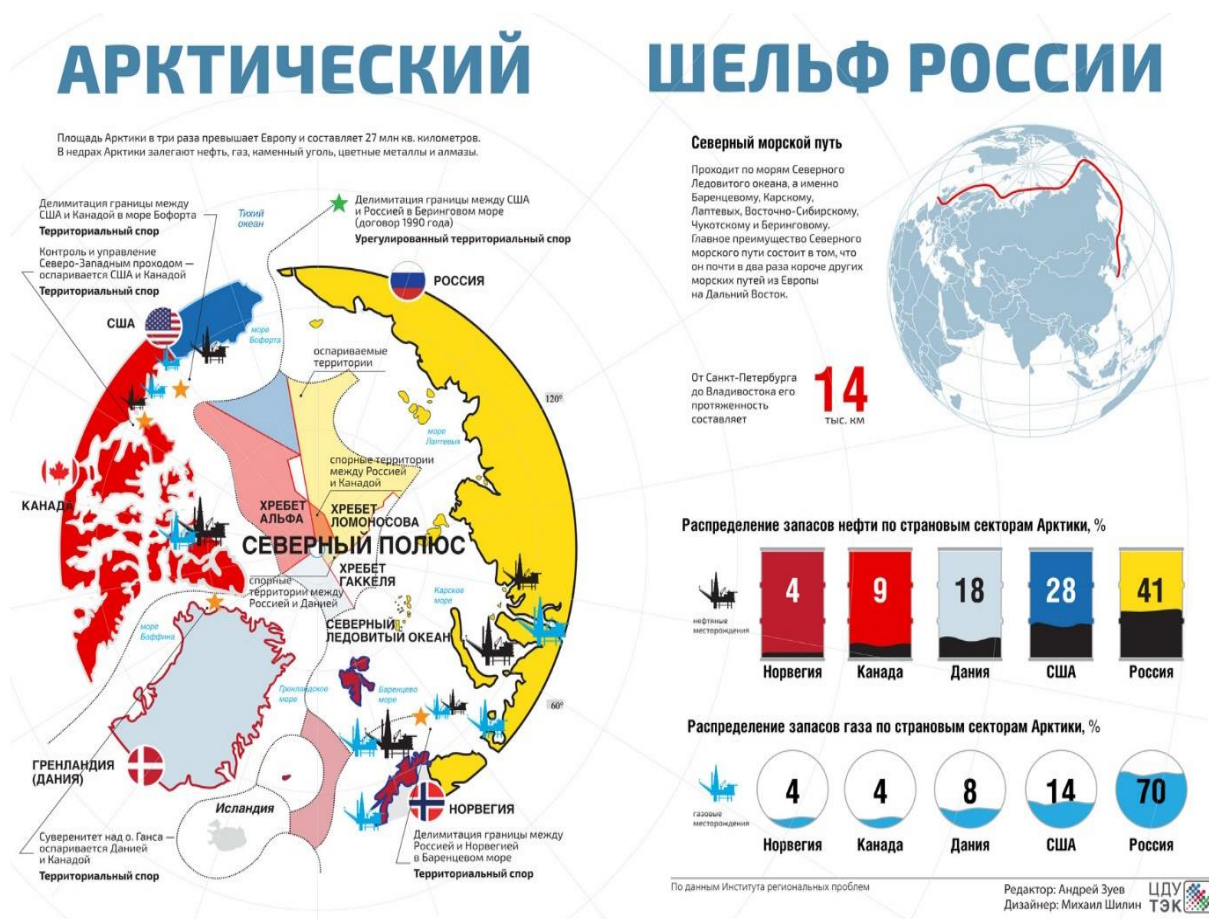 АРКТИЧЕСКИЙ
ШЕЛЬФ РОССИИ
Площадь Арктики в три раза превышает Европу и составляет 27 млн кв. километров.
В недрах Арктики залегают нефть, газ, каменный уголь, цветные металлы и алмазы.
Делимитация границы между
США и Канадой в море Бофорта
Территориальный спор
Контроль и управление
Северо-Западным проходом —
оспаривается США и Канадой
Территориальный спор
Тихий
океан
Делимитация границы между США
и Россией в Беринговом море
(договор 1990 года)
Урегулированный территориальный спор
РОССИЯ
США
море
Бофорта
оспариваемые
территории
120º
море
Лаптевых
спорные территории
между Россией
и Канадой
КАНАДА
ХРЕБЕТ
АЛЬФА
ХРЕБЕТ
ЛОМОНОСОВА
СЕВЕРНЫЙ ПОЛЮС
ХРЕБЕТ
ГАККЕЛЯ
спорные
территории между
Россией и Данией
Карское
море
море
Баффина
СЕВЕРНЫЙ
ЛЕДОВИТЫЙ ОКЕАН
Гренландское
море
Баренцево
море
60º
ГРЕНЛАНДИЯ
(ДАНИЯ)
Исландия
НОРВЕГИЯ
Суверенитет над о. Ганса —
оспаривается Данией
и Канадой
Территориальный спор
Делимитация границы между
Россией и Норвегией
в Баренцевом море
Территориальный спор
Северный морской путь
Проходит по морям Северного
Ледовитого океана, а именно
Баренцевому, Карскому,
Лаптевых, Восточно-Сибирскому,
Чукотскому и Беринговому.
Главное преимущество Северного
морского пути состоит в том, что
он почти в два раза короче других
морских путей из Европы
на Дальний Восток.
От Санкт-Петербурга
до Владивостока его
протяженность
составляет
14
тыс. км
Распределение запасов нефти по страновым секторам Арктики, %
нефтяные
месторождения
4 9 18 28 41
Норвегия Канада Дания США Россия
Распределение запасов газа по страновым секторам Арктики, %
газовые
месторождения
4 4 8 14 70
Норвегия Канада Дания США Россия
По данным Института региональных проблем
Редактор: Андрей Зуев
Дизайнер: Михаил Шилин
ЦДУ
ТЭК